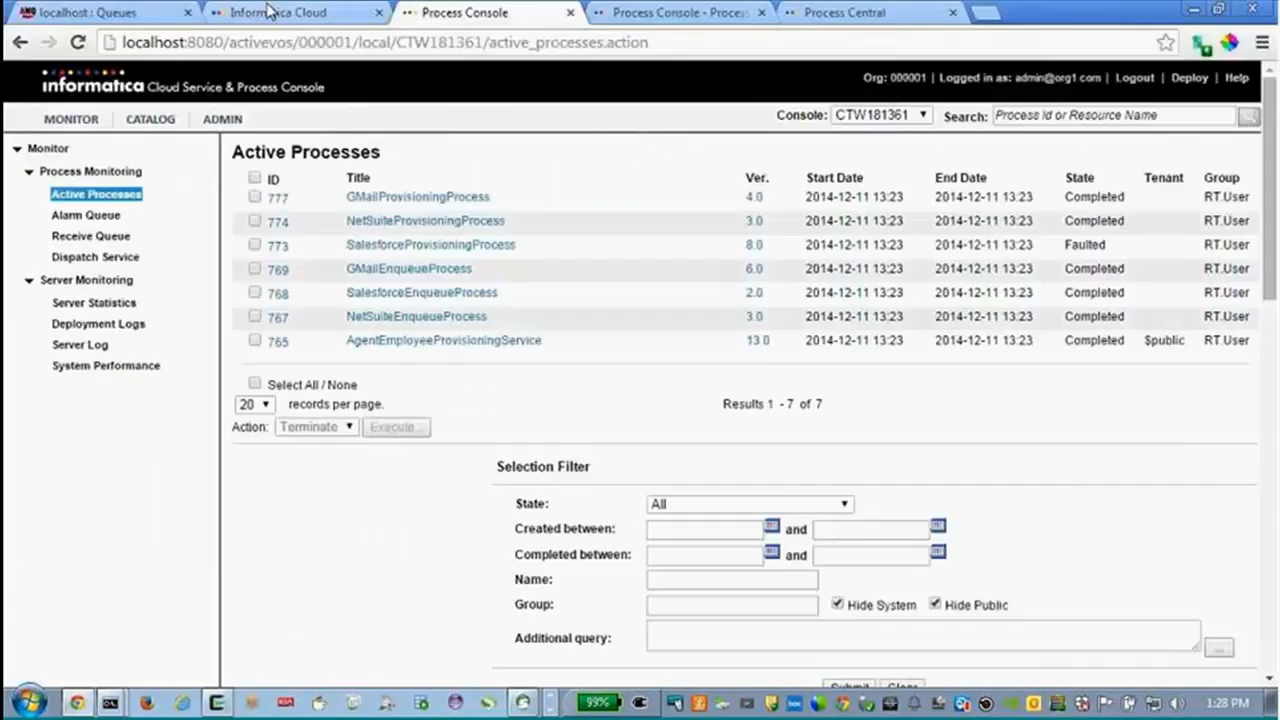 localhost : Queues
Informatica Cloud
Process Console
Process Console - Process
Process Central
localhost:8080/activevos/000001/local/CTW181361/active_processes.action
informatica Cloud Service & Process Console
Org: 000001 | Logged in as: admin@org1 com | Logout | Deploy | Help
MONITOR CATALOG ADMIN
Console: CTW181361 Search: Process Id or Resource Name
Monitor
Process Monitoring
Active Processes
Alarm Queue
Receive Queue
Dispatch Service
Server Monitoring
Server Statistics
Deployment Logs
Server Log
System Performance
Active Processes
ID Title Ver. Start Date End Date State Tenant Group
777 GMailProvisioningProcess 4.0 2014-12-11 13:23 2014-12-11 13:23 Completed RT.User
774 NetSuiteProvisioningProcess 3.0 2014-12-11 13:23 2014-12-11 13:23 Completed RT.User
773 SalesforceProvisioningProcess 8.0 2014-12-11 13:23 2014-12-11 13:23 Faulted RT.User
769 GMailEnqueueProcess 6.0 2014-12-11 13:23 2014-12-11 13:23 Completed RT.User
768 SalesforceEnqueueProcess 2.0 2014-12-11 13:23 2014-12-11 13:23 Completed RT.User
767 NetSuiteEnqueueProcess 3.0 2014-12-11 13:23 2014-12-11 13:23 Completed RT.User
765 AgentEmployeeProvisioningService 13.0 2014-12-11 13:23 2014-12-11 13:23 Completed $public RT.User
Select All / None
20 records per page. Results 1 - 7 of 7
Action: Terminate Execute...
Selection Filter
State: All
Created between: and
Completed between: and
Name:
Group: Hide System Hide Public
Additional query: ...
Submit Clear
99% 1:28 PM